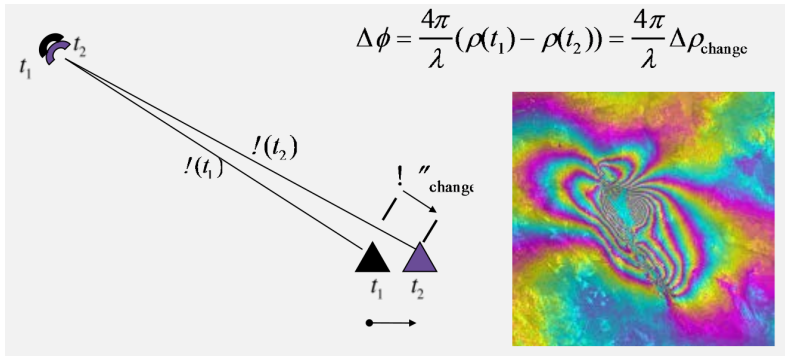 Δϕ = 4π/λ (ρ(t₁) − ρ(t₂)) = 4π/λ Δρchange
t₂
t₁
!(t₂)
!(t₁)
! "change
t₁ t₂